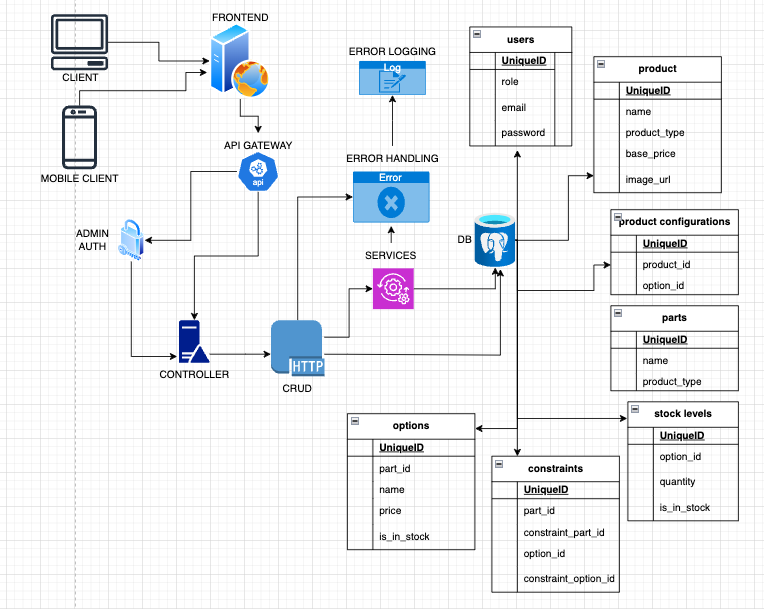 FRONTEND
CLIENT
MOBILE CLIENT
API GATEWAY
api
ADMIN
AUTH
CONTROLLER
HTTP
CRUD
ERROR LOGGING
Log
ERROR HANDLING
Error
SERVICES
DB
users
UniqueID
role
email
password
product
UniqueID
name
product_type
base_price
image_url
product configurations
UniqueID
product_id
option_id
parts
UniqueID
name
product_type
stock levels
UniqueID
option_id
quantity
is_in_stock
options
UniqueID
part_id
name
price
is_in_stock
constraints
UniqueID
part_id
constraint_part_id
option_id
constraint_option_id